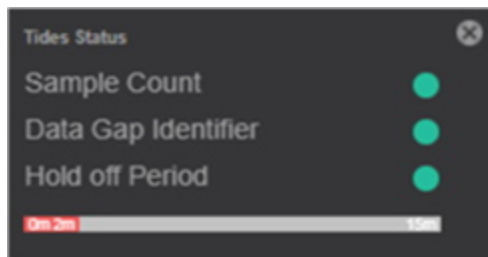 Tides Status
Sample Count
Data Gap Identifier
Hold off Period
0m 2m 15m